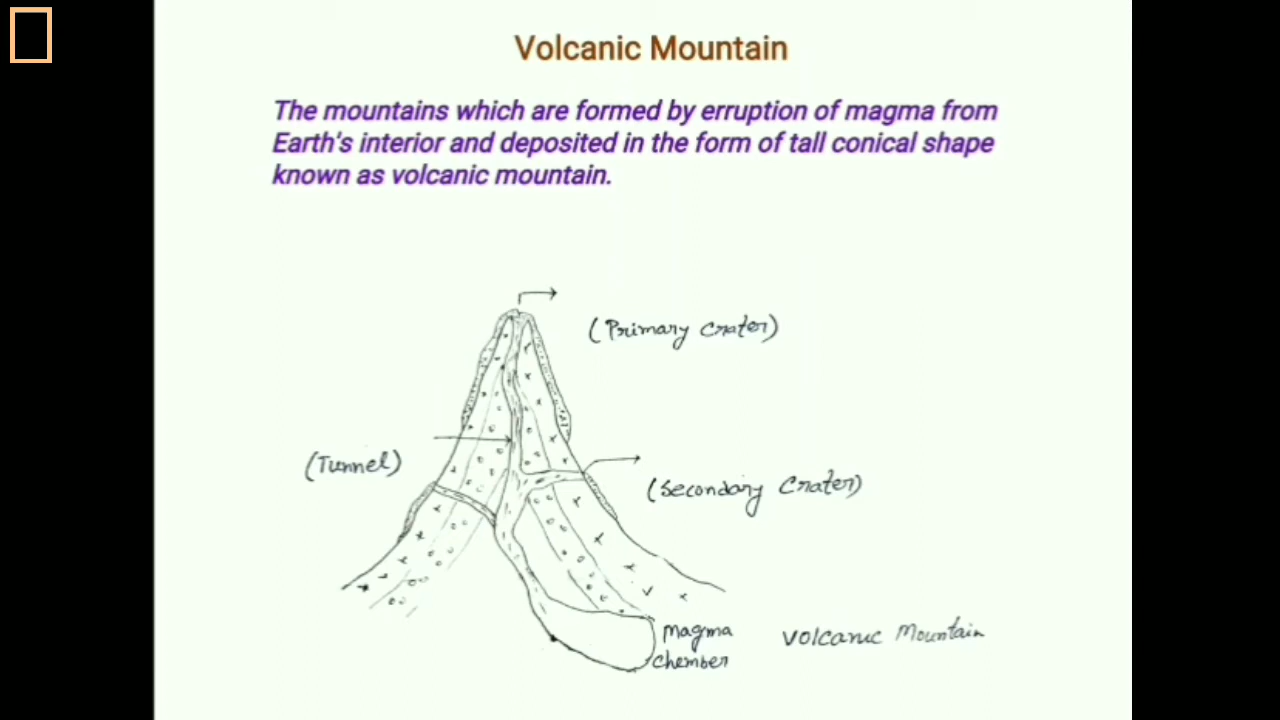 Volcanic Mountain
The mountains which are formed by erruption of magma from
Earth's interior and deposited in the form of tall conical shape
known as volcanic mountain.
(Primary Crater)
(Tunnel)
(Secondary Crater)
Magma
Chember
Volcanic Mountain